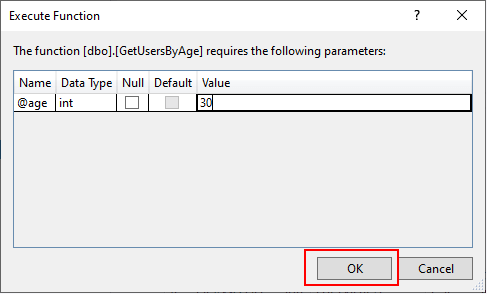 Execute Function
?
The function [dbo].[GetUsersByAge] requires the following parameters:
Name Data Type Null Default Value
@age int 30
OK Cancel